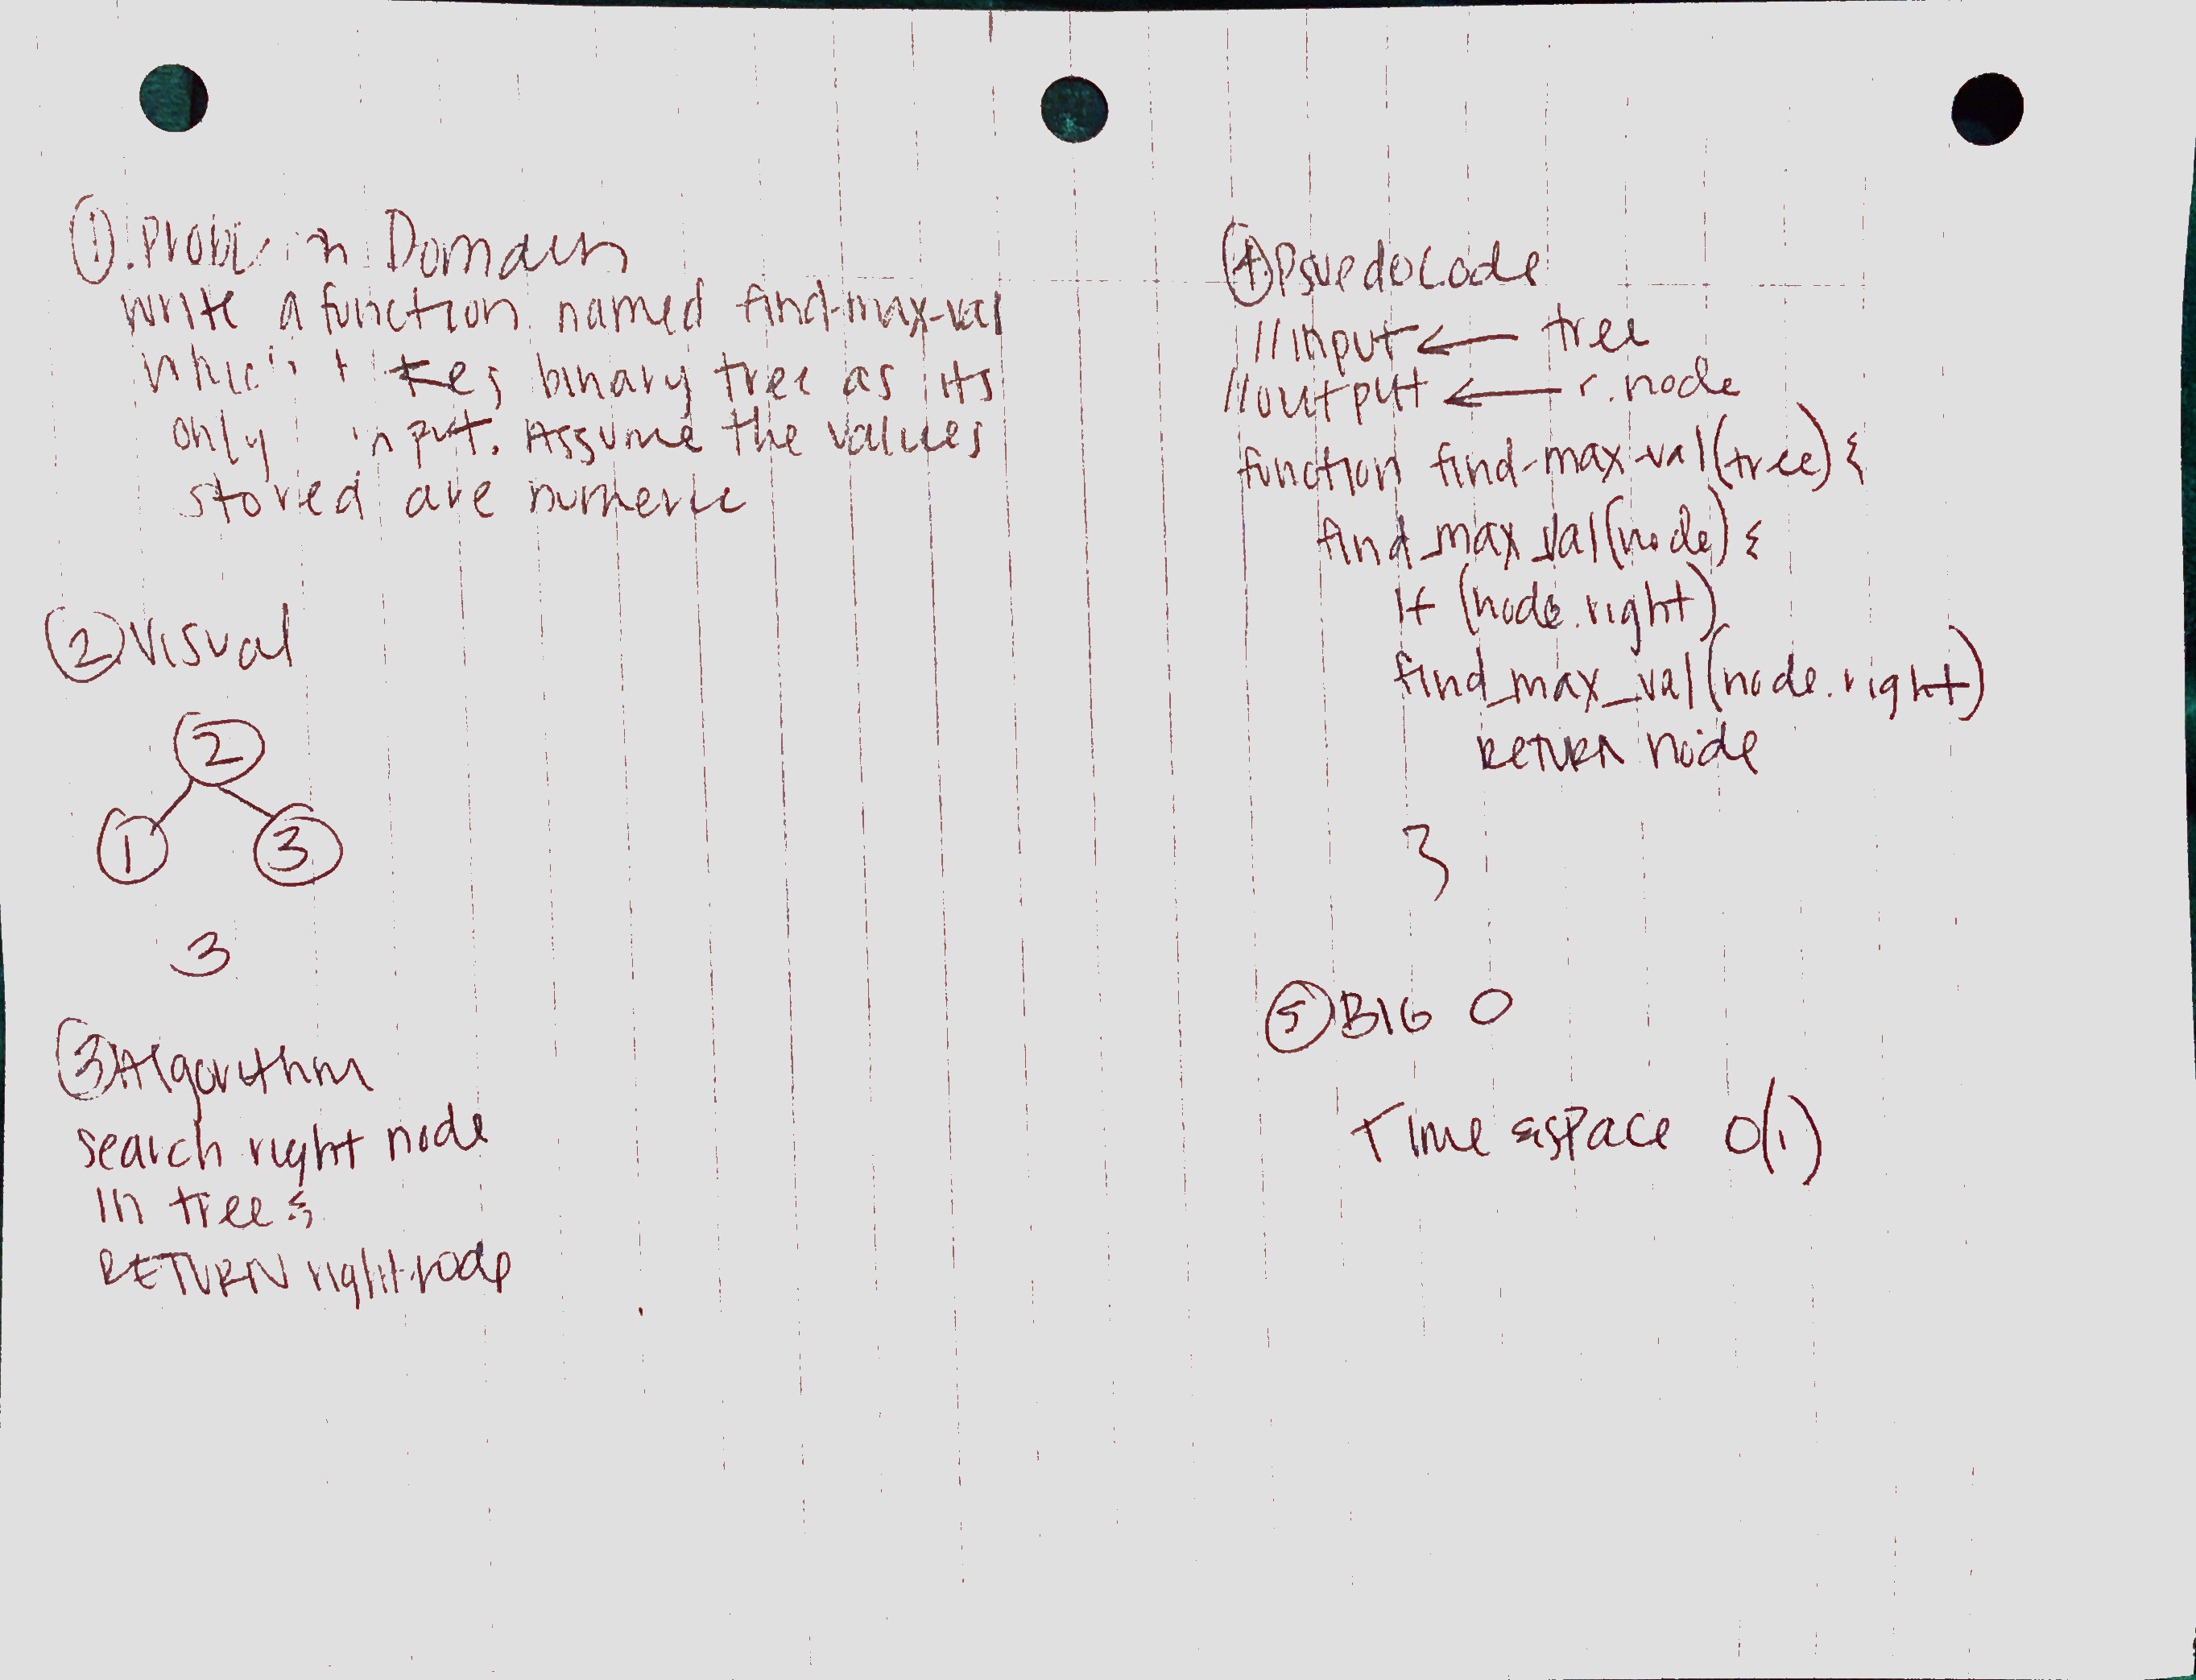 ① Problem Domain
write a function named find-max-val
which takes binary tree as its
only input. Assume the values
stored are numeric
② Visual
2
1 3
3
③ Algorithm
search right node
in tree &
RETURN right node
④ Psuedocode
//input ← tree
//output ← r.node
function find-max-val(tree) {
find_max_val(node) {
If (node.right)
find_max_val(node.right)
RETURN node
}
⑤ BIG O
Time & space O(1)